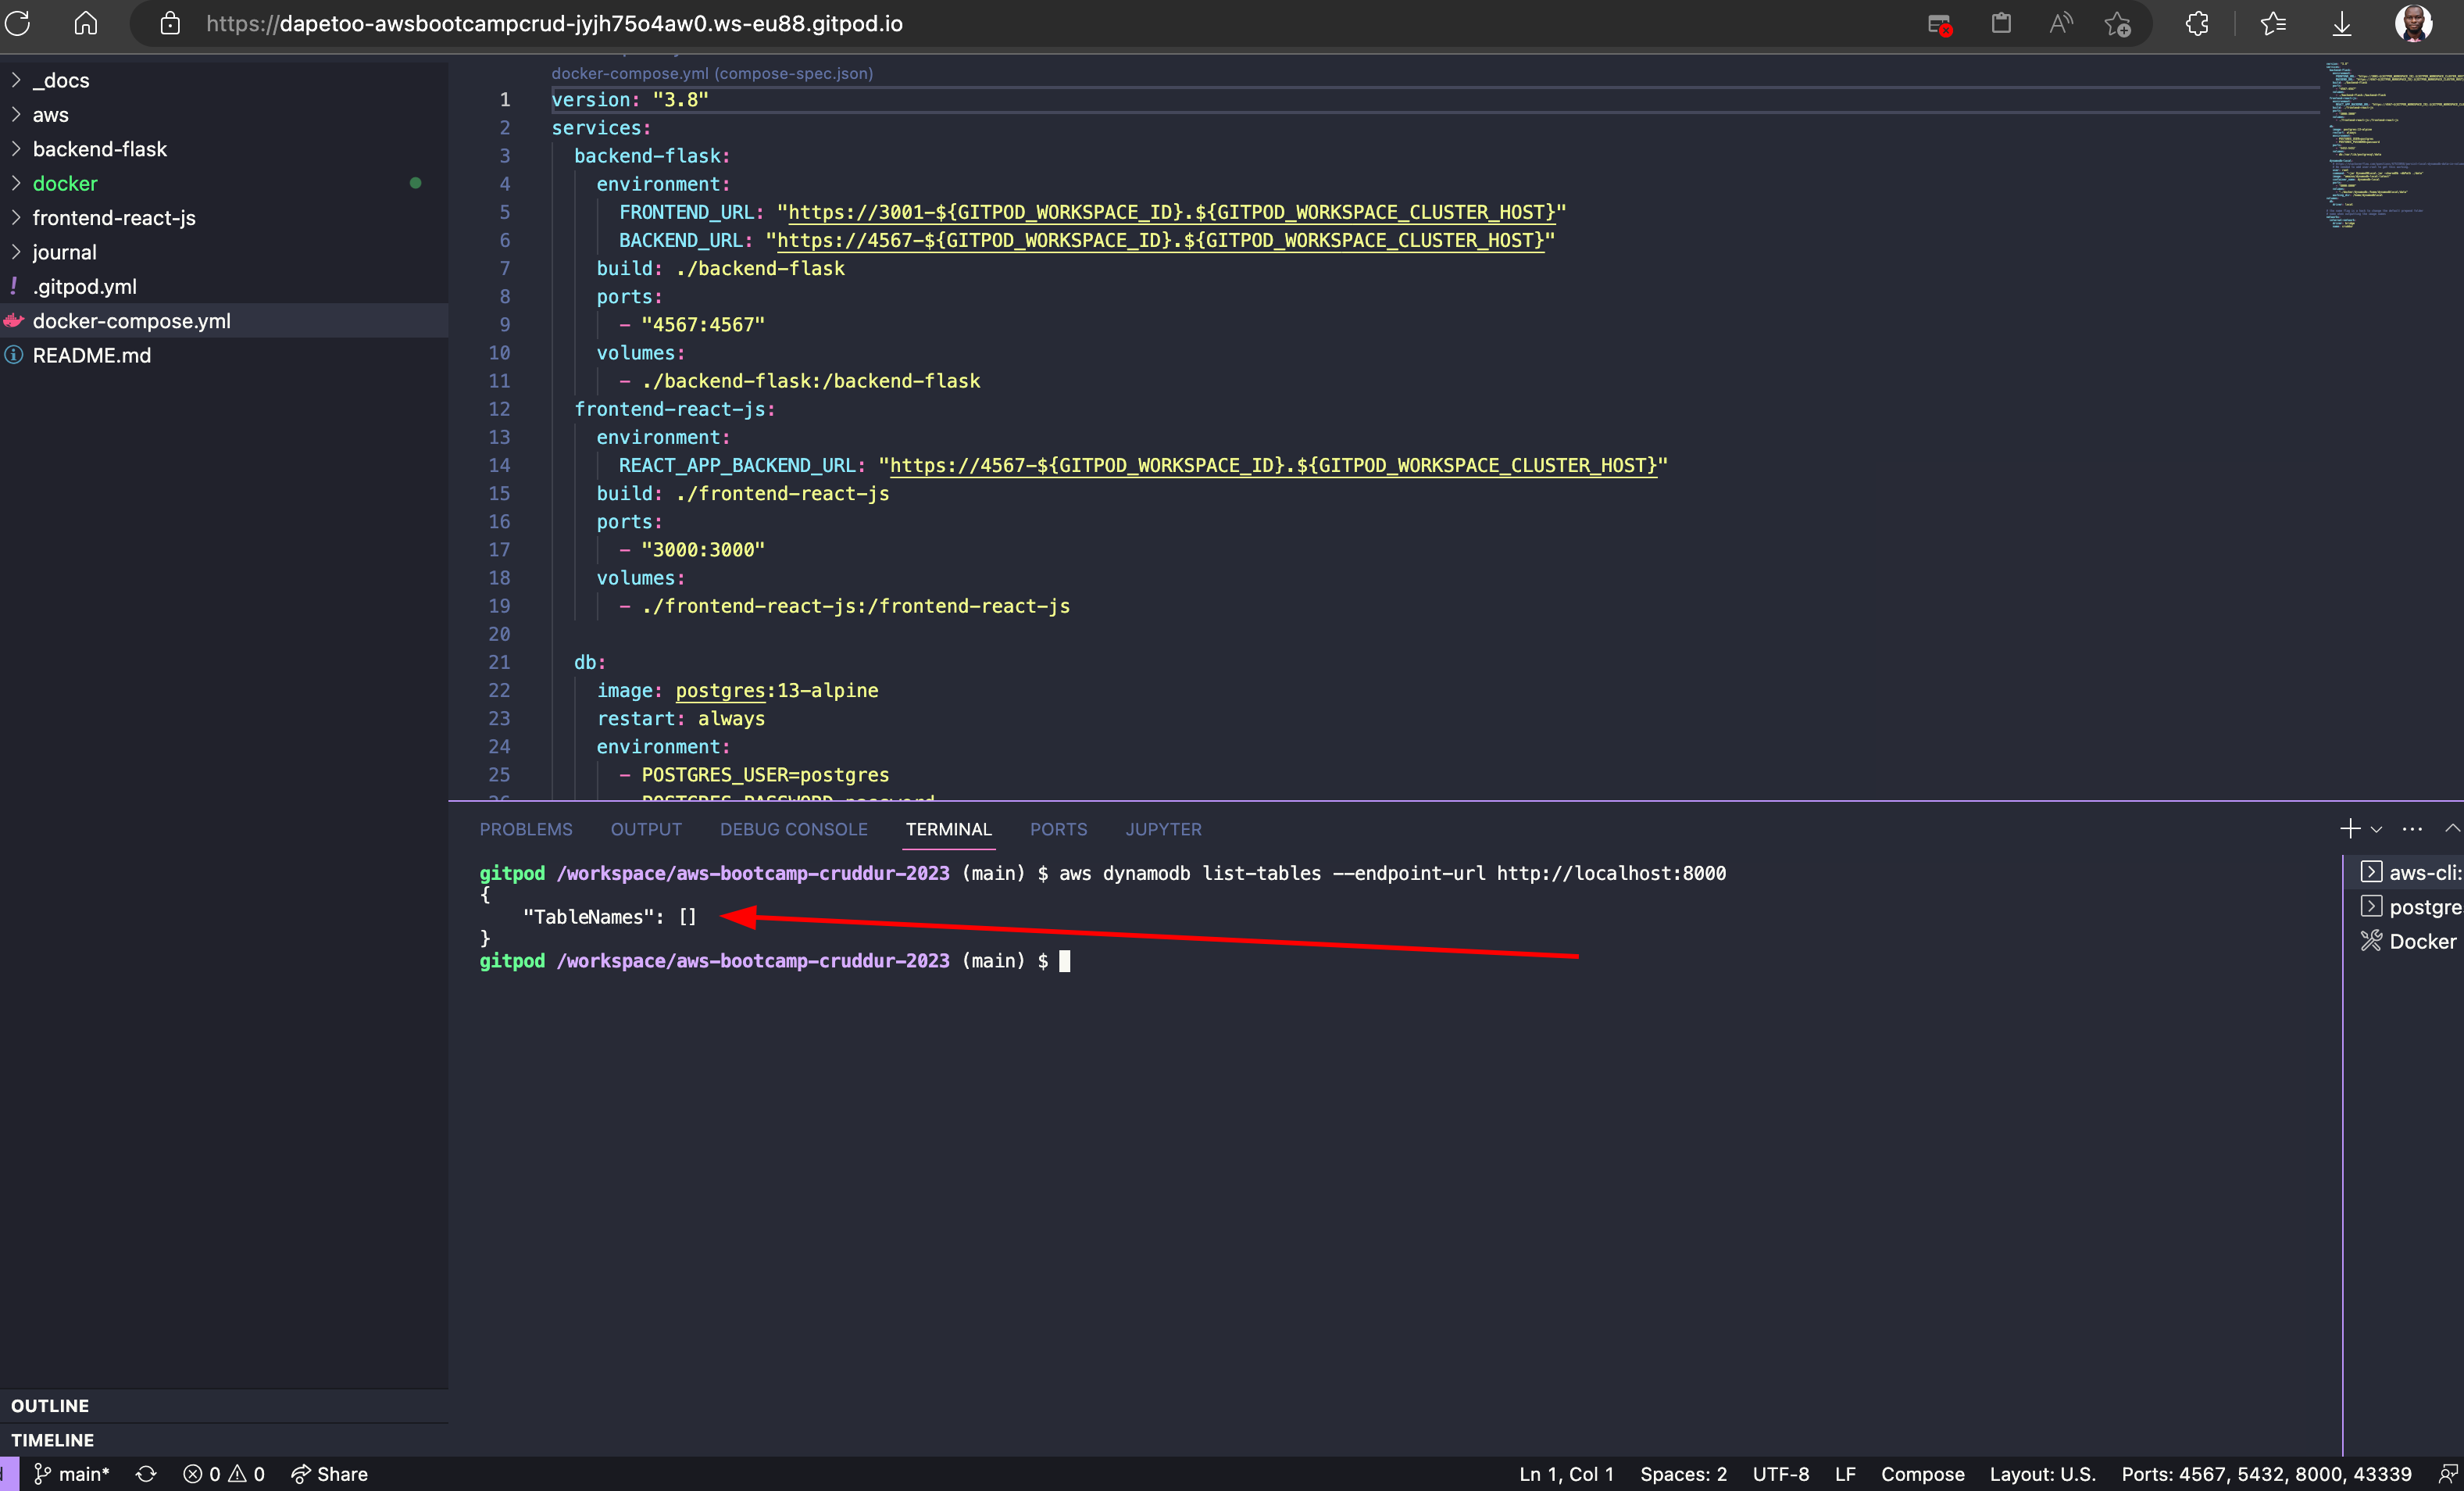 https://dapetoo-awsbootcampcrud-jyjh75o4aw0.ws-eu88.gitpod.io
_docs
aws
backend-flask
docker
frontend-react-js
journal
.gitpod.yml
docker-compose.yml
README.md
OUTLINE
TIMELINE
docker-compose.yml (compose-spec.json)
1 version: "3.8"
2 services:
3 backend-flask:
4 environment:
5 FRONTEND_URL: "https://3001-${GITPOD_WORKSPACE_ID}.${GITPOD_WORKSPACE_CLUSTER_HOST}"
6 BACKEND_URL: "https://4567-${GITPOD_WORKSPACE_ID}.${GITPOD_WORKSPACE_CLUSTER_HOST}"
7 build: ./backend-flask
8 ports:
9 - "4567:4567"
10 volumes:
11 - ./backend-flask:/backend-flask
12 frontend-react-js:
13 environment:
14 REACT_APP_BACKEND_URL: "https://4567-${GITPOD_WORKSPACE_ID}.${GITPOD_WORKSPACE_CLUSTER_HOST}"
15 build: ./frontend-react-js
16 ports:
17 - "3000:3000"
18 volumes:
19 - ./frontend-react-js:/frontend-react-js
20
21 db:
22 image: postgres:13-alpine
23 restart: always
24 environment:
25 - POSTGRES_USER=postgres
PROBLEMS OUTPUT DEBUG CONSOLE TERMINAL PORTS JUPYTER
gitpod /workspace/aws-bootcamp-cruddur-2023 (main) $ aws dynamodb list-tables --endpoint-url http://localhost:8000
{
"TableNames": []
}
gitpod /workspace/aws-bootcamp-cruddur-2023 (main) $
aws-cli:
postgre
Docker
main* 0 0 Share Ln 1, Col 1 Spaces: 2 UTF-8 LF Compose Layout: U.S. Ports: 4567, 5432, 8000, 43339